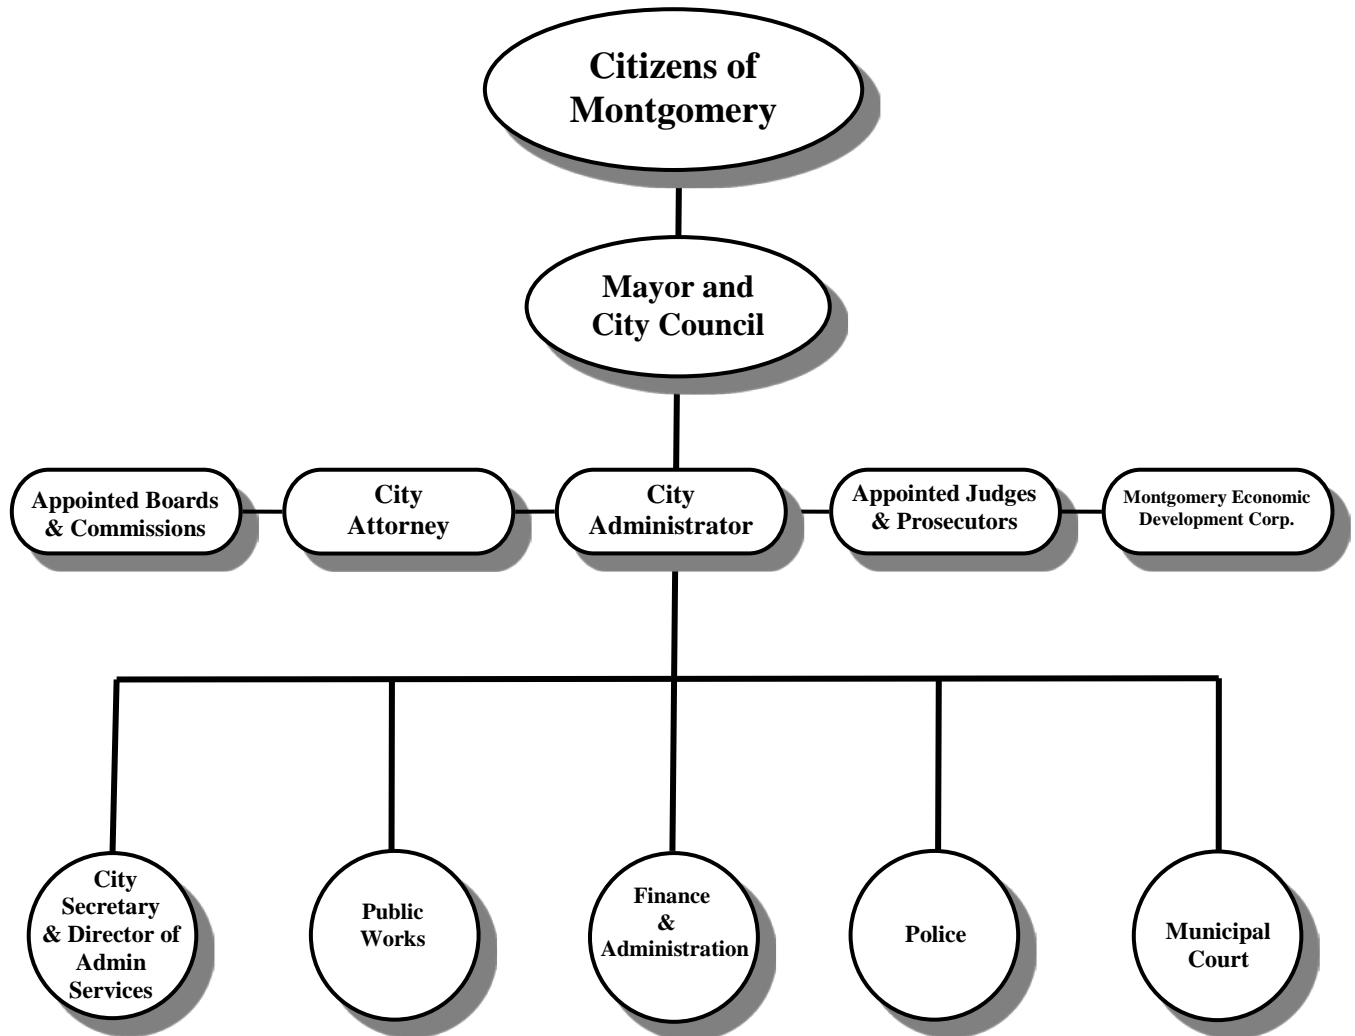 Citizens of
Montgomery
Mayor and
City Council
Appointed Boards
& Commissions
City
Attorney
City
Administrator
Appointed Judges
& Prosecutors
Montgomery Economic
Development Corp.
City
Secretary
& Director of
Admin
Services
Public
Works
Finance
&
Administration
Police
Municipal
Court